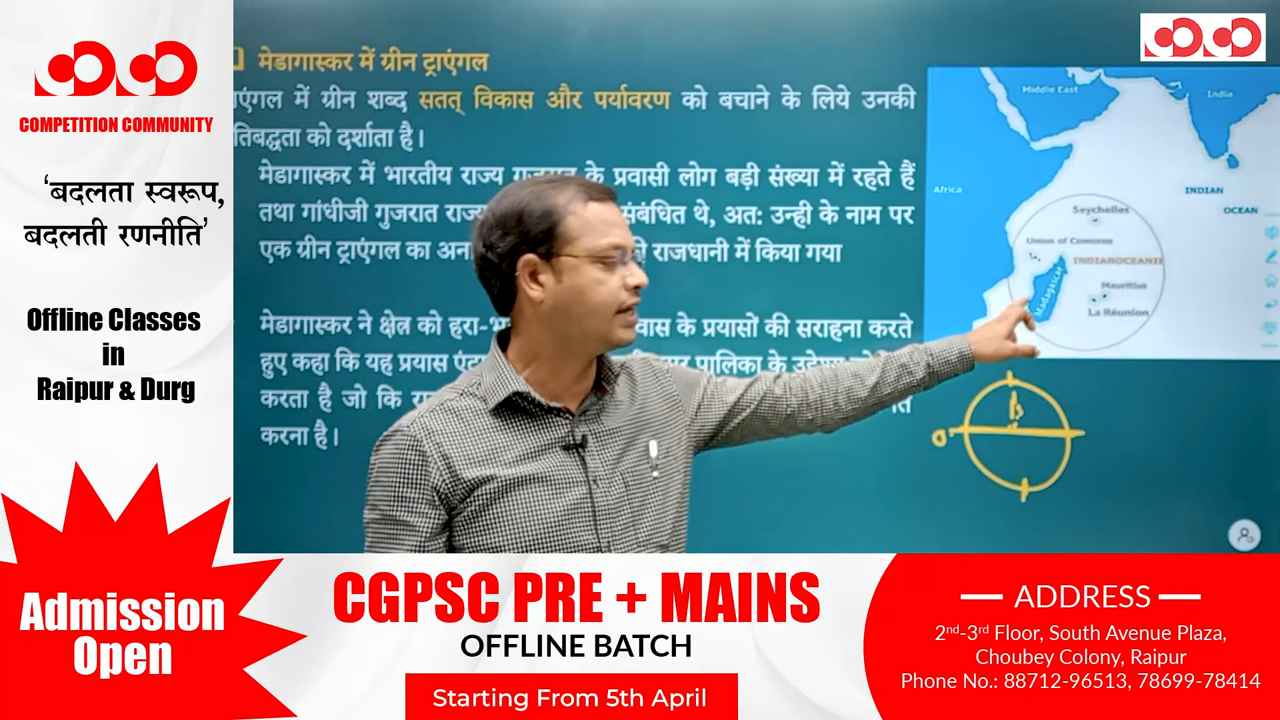 COMPETITION COMMUNITY
‘बदलता स्वरूप,
बदलती रणनीति’
Offline Classes
in
Raipur & Durg
Admission
Open
मेडागास्कर में ग्रीन ट्राएंगल
एंगल में ग्रीन शब्द सतत् विकास और पर्यावरण को बचाने के लिये उनकी
तिबद्धता को दर्शाता है।
मेडागास्कर में भारतीय राज्य के प्रवासी लोग बड़ी संख्या में रहते हैं
तथा गांधीजी गुजरात संबंधित थे, अत: उन्ही के नाम पर
एक ग्रीन ट्राएंगल का राजधानी में किया गया
मेडागास्कर ने क्षेत्र को के प्रयासों की सराहना करते
हुए कहा कि यह प्रयास पालिका के
करता है जो कि
करना है।
Middle East
India
Africa
INDIAN
OCEAN
Seychelles
Union of Comoros
INDIANOCEANIE
Madagascar
Mauritius
La Réunion
CGPSC PRE + MAINS
OFFLINE BATCH
Starting From 5th April
ADDRESS
2nd-3rd Floor, South Avenue Plaza,
Choubey Colony, Raipur
Phone No.: 88712-96513, 78699-78414